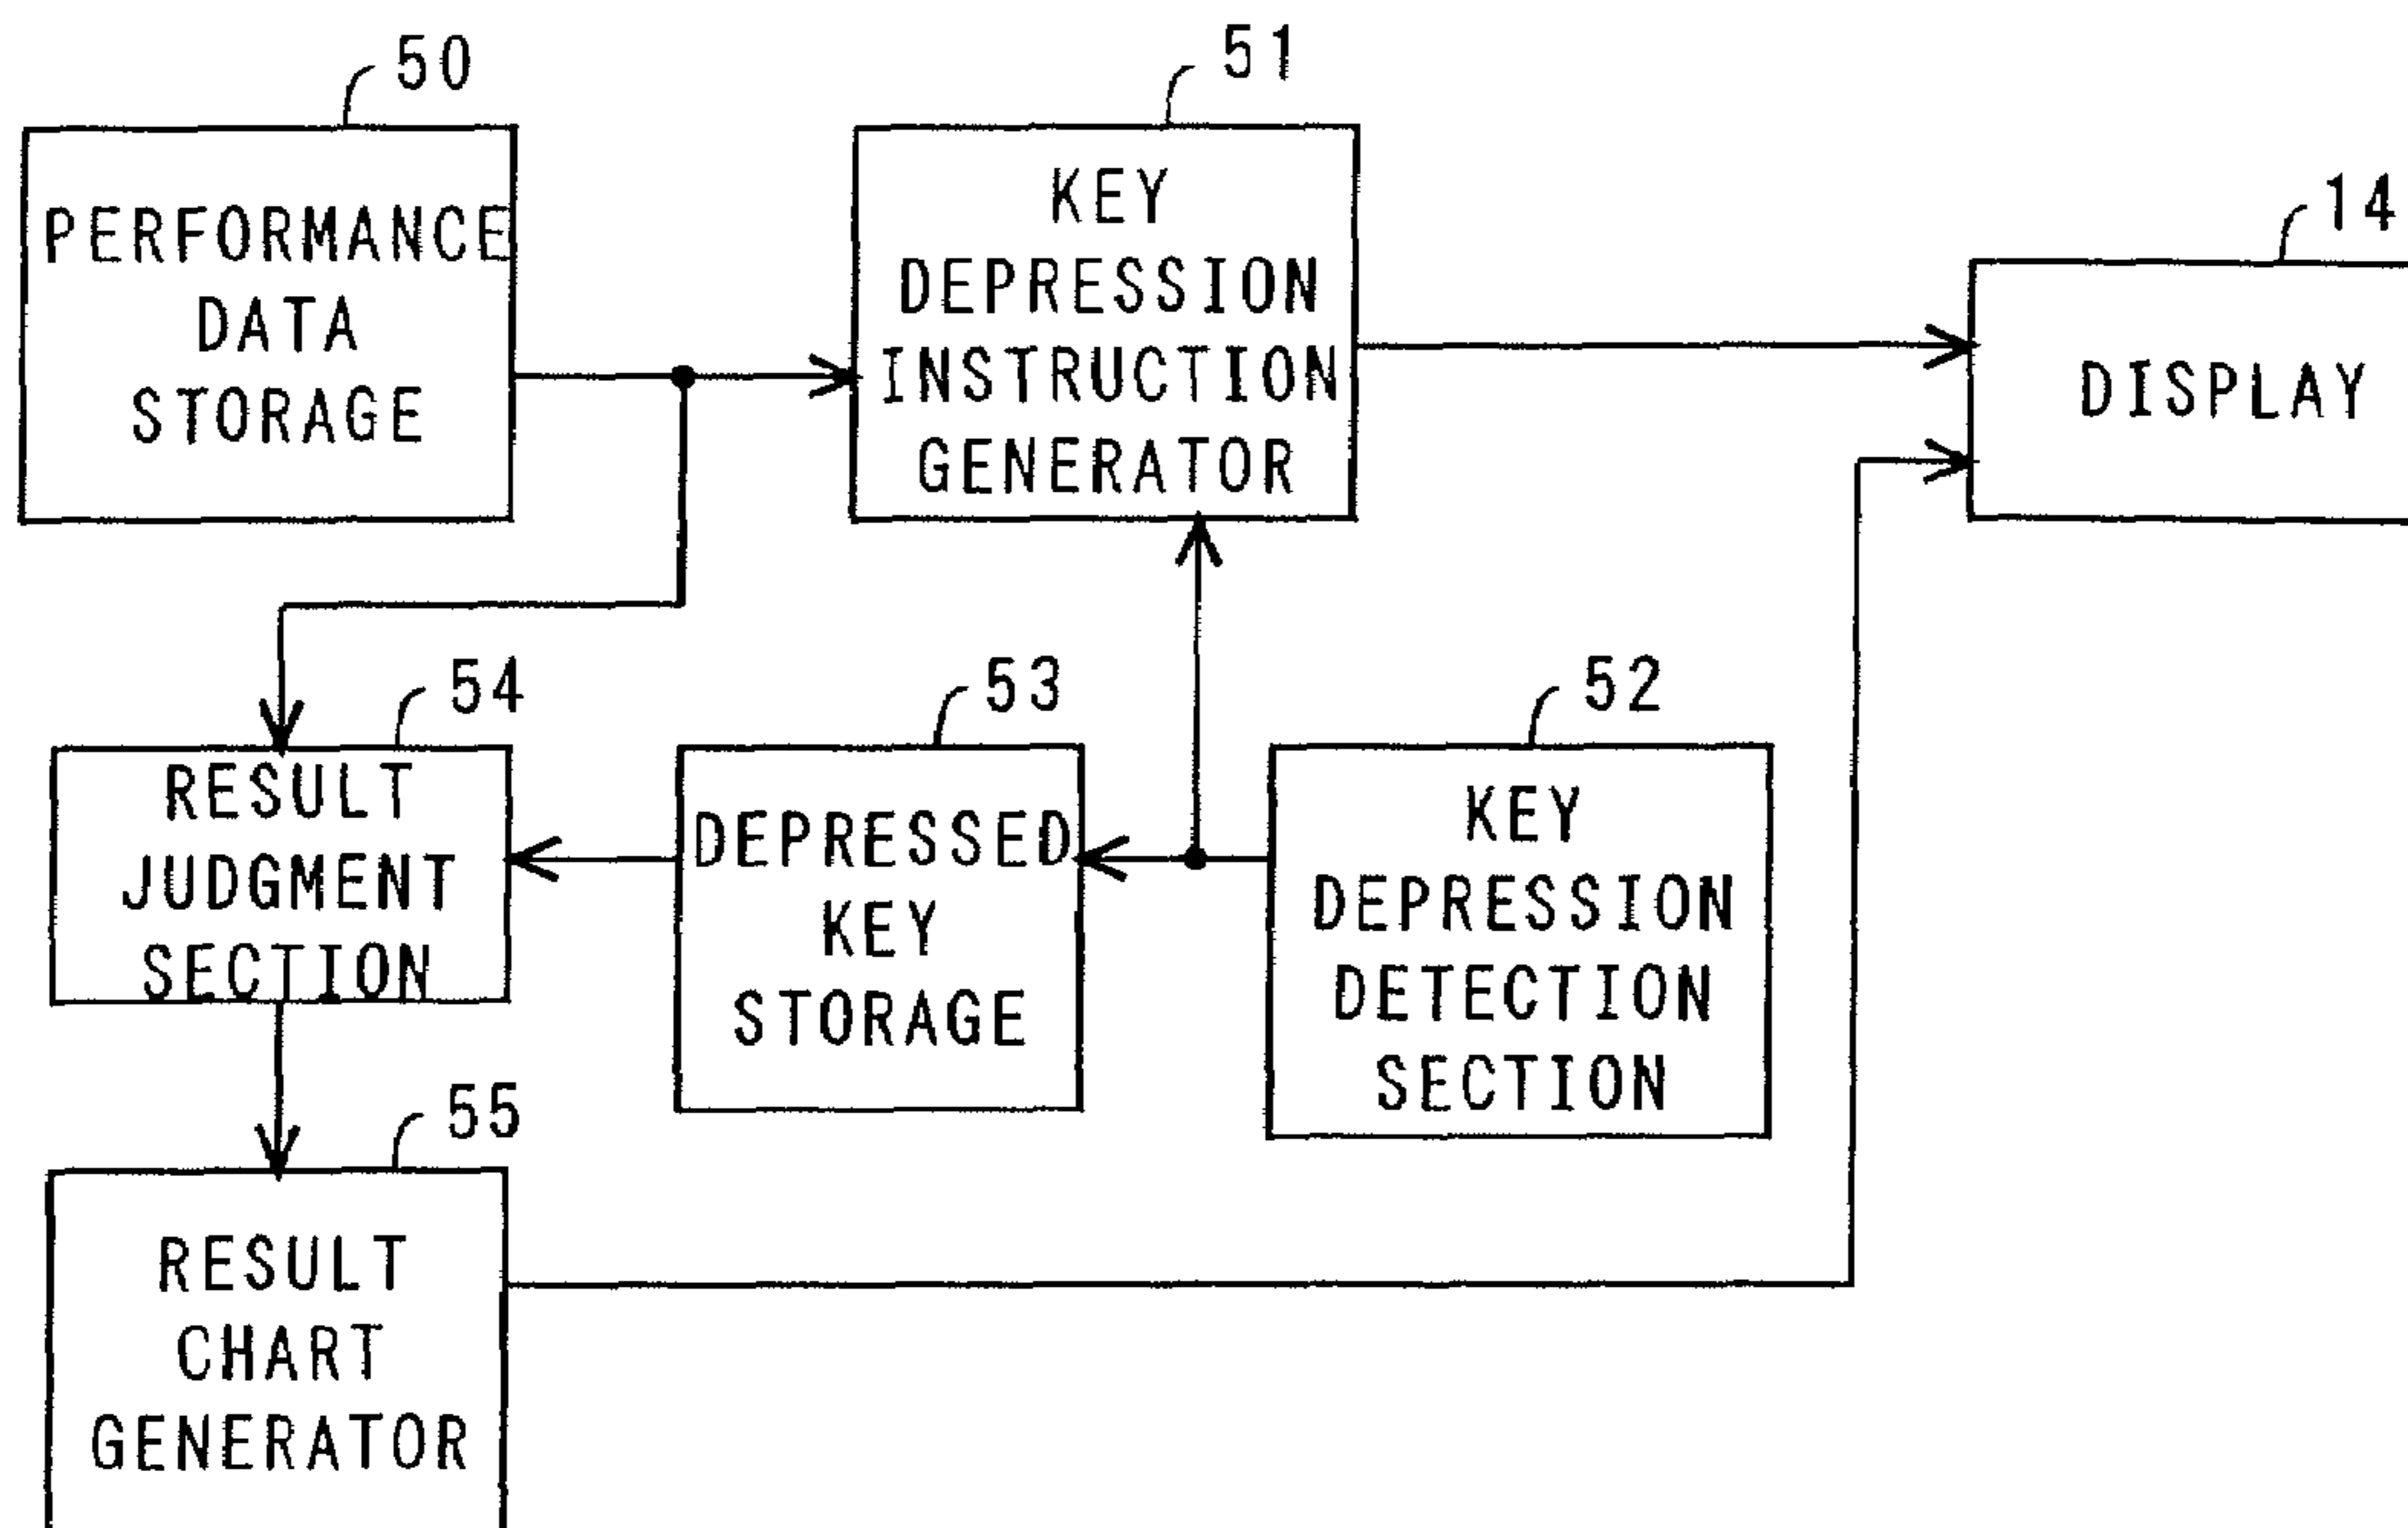 50
PERFORMANCE
DATA
STORAGE
51
KEY
DEPRESSION
INSTRUCTION
GENERATOR
14
DISPLAY
54
RESULT
JUDGMENT
SECTION
53
DEPRESSED
KEY
STORAGE
52
KEY
DEPRESSION
DETECTION
SECTION
55
RESULT
CHART
GENERATOR